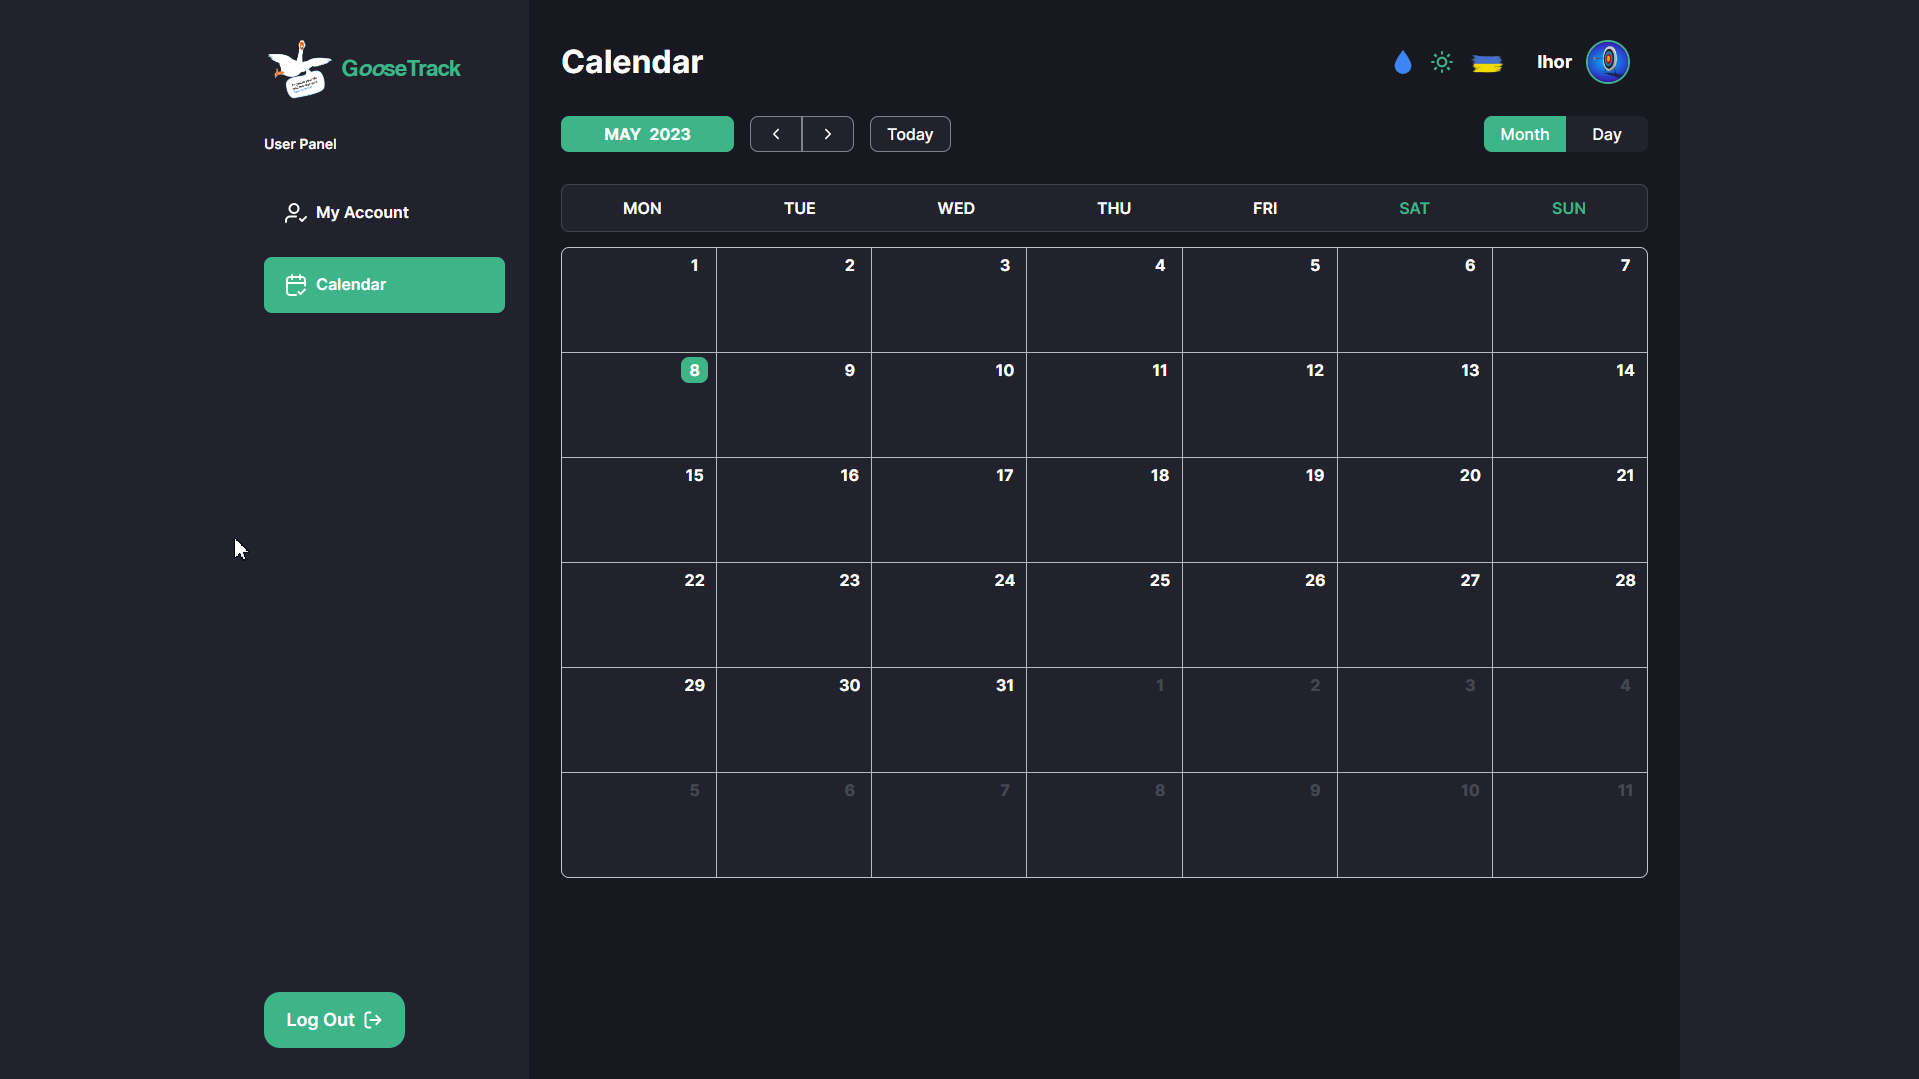 GooseTrack
User Panel
My Account
Calendar
Log Out
Calendar
Ihor
MAY 2023
Today
Month Day
MON TUE WED THU FRI SAT SUN
1 2 3 4 5 6 7
8 9 10 11 12 13 14
15 16 17 18 19 20 21
22 23 24 25 26 27 28
29 30 31 1 2 3 4
5 6 7 8 9 10 11